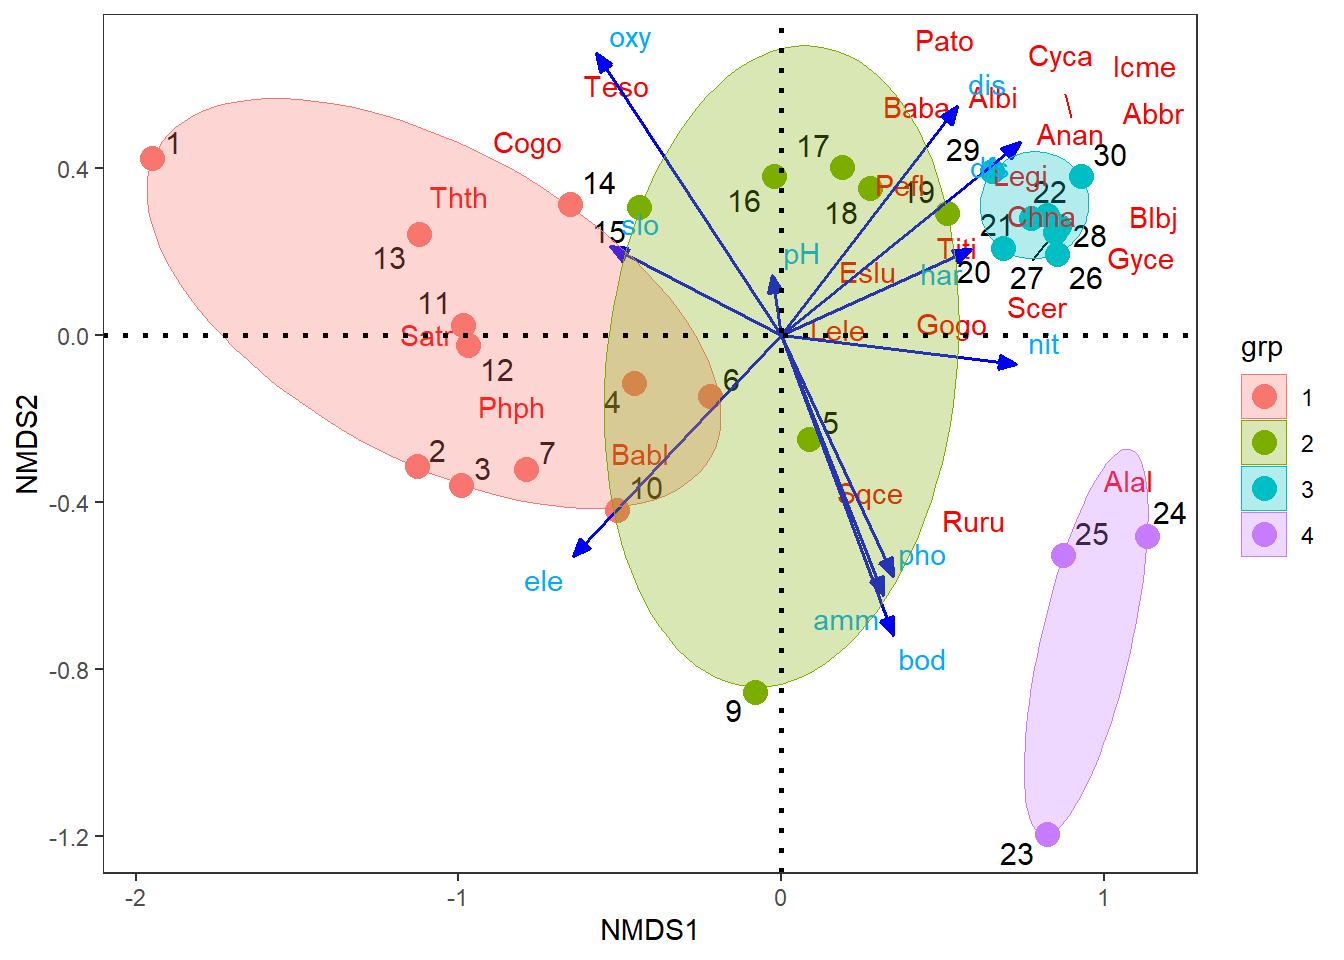 oxy
Pato
Cyca
Icme
Teso
dis
Baba
Albi
Abbr
Cogo
17
Anan
1
29
30
0.4
14
dis
Legi
Thth
16
Pefl
19
22
18
15
slo
21
Chna
28
Blbj
13
pH
Titi
Eslu
har
20
27
26
Gyce
11
Scer
0.0
Satr
Lele
Gogo
nit
grp
12
6
1
4
Phph
5
2
2
3
7
Babl
10
Alal
3
-0.4
Sqce
Ruru
24
25
4
ele
pho
amm
bod
-0.8
9
-1.2
23
-2
-1
0
1
NMDS1
NMDS2